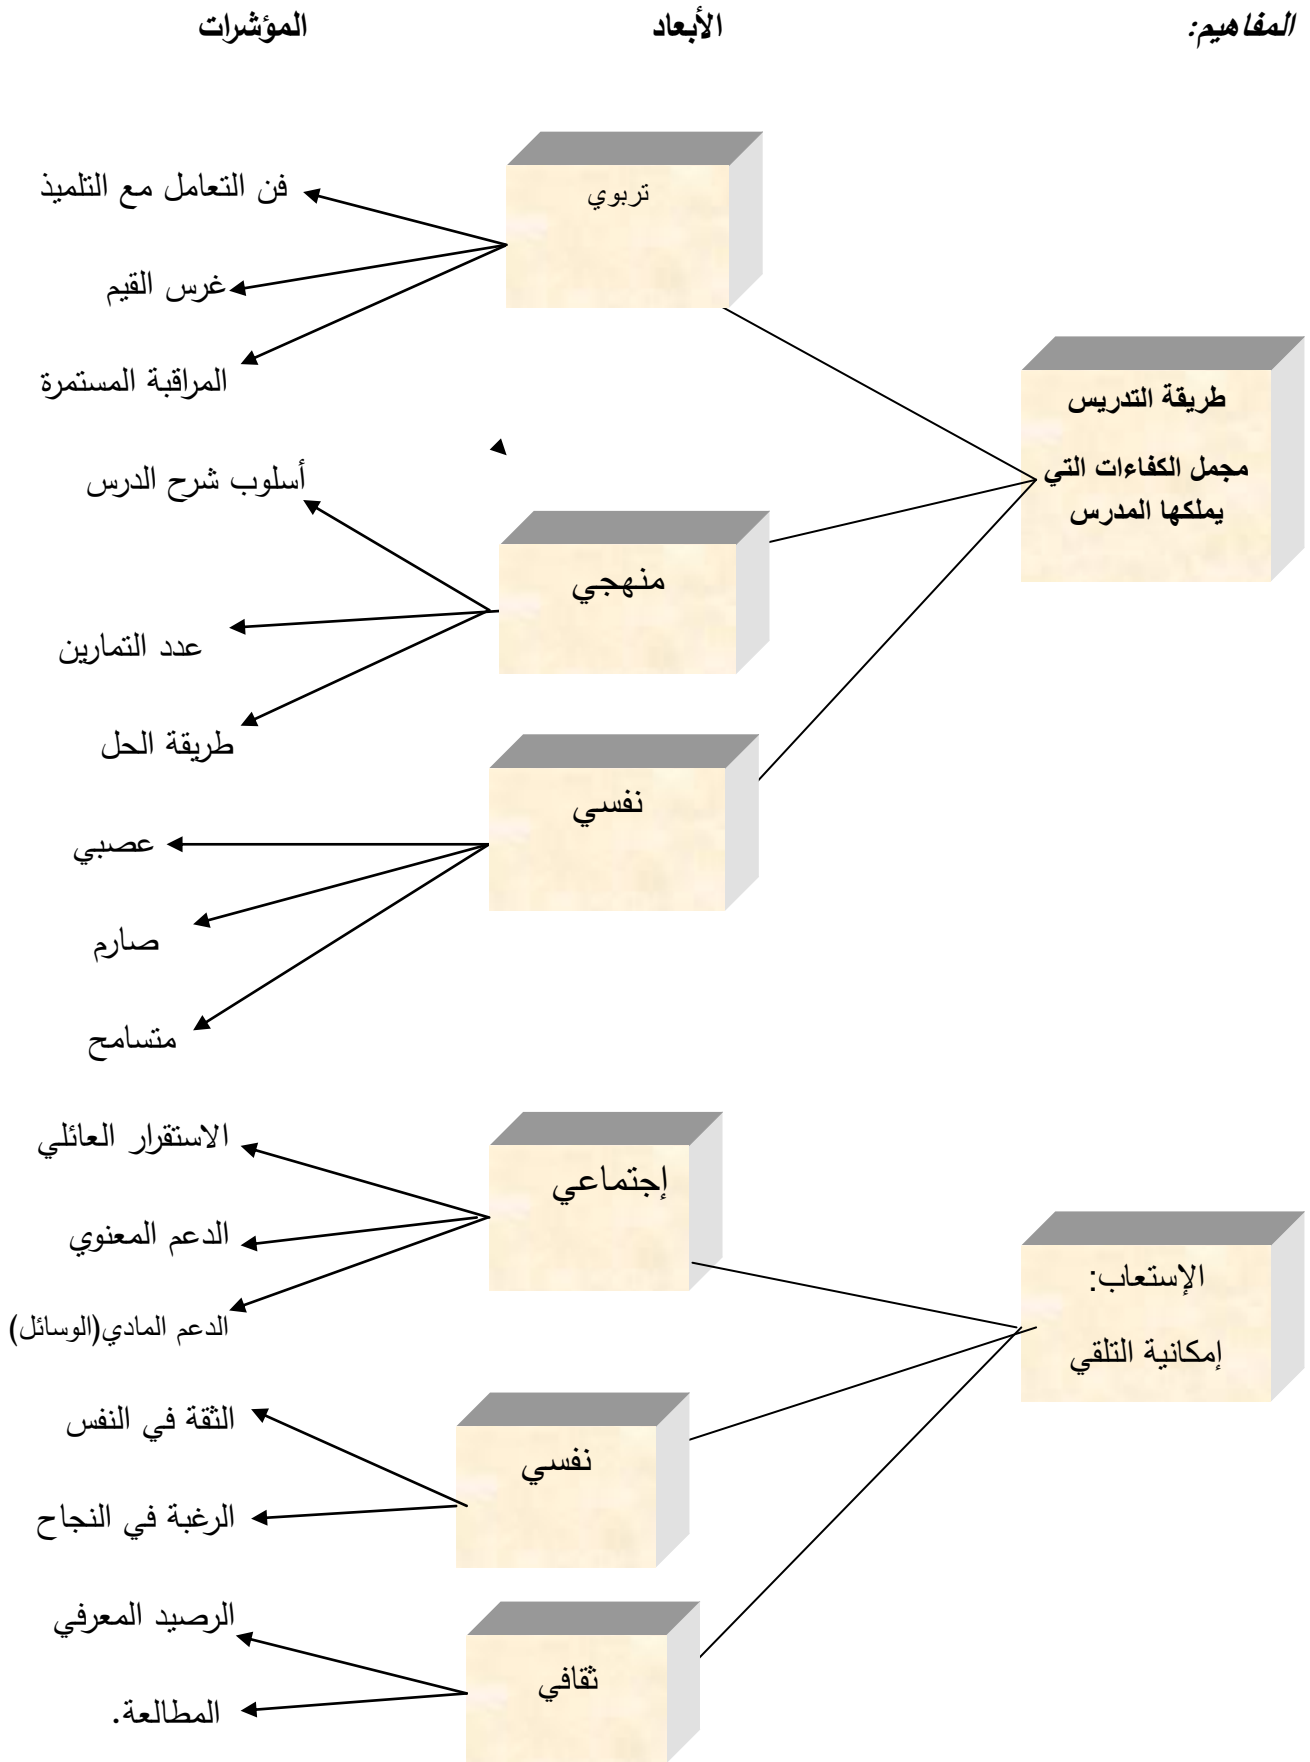 المفاهيم:
الأبعاد
المؤشرات
تربوي
فن التعامل مع التلميذ
غرس القيم
المراقبة المستمرة
طريقة التدريس
مجمل الكفاءات التي
يملكها المدرس
أسلوب شرح الدرس
منهجي
عدد التمارين
طريقة الحل
نفسي
عصبي
صارم
متسامح
الاستقرار العائلي
إجتماعي
الدعم المعنوي
الدعم المادي(الوسائل)
الإستعاب:
إمكانية التلقي
الثقة في النفس
نفسي
الرغبة في النجاح
الرصيد المعرفي
ثقافي
المطالعة.